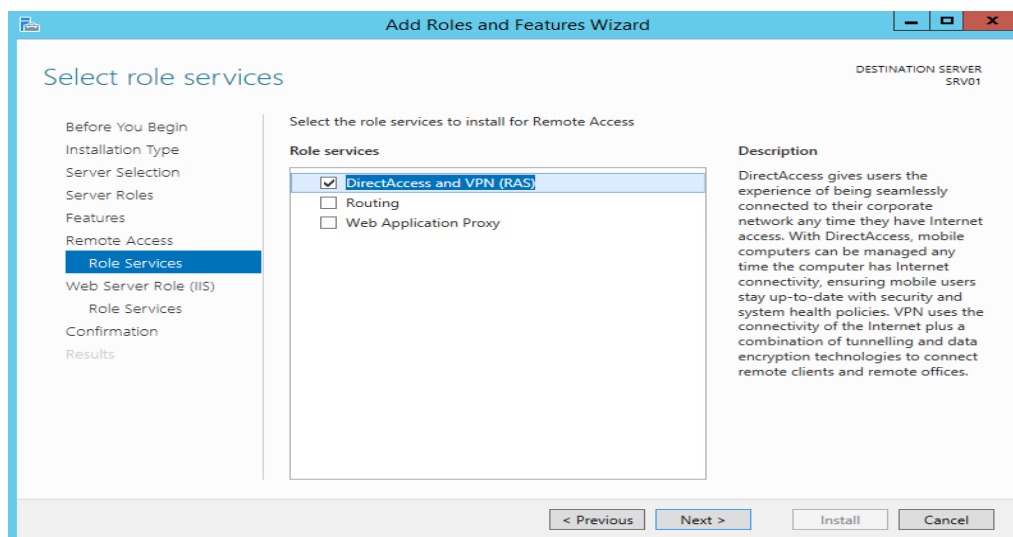 Add Roles and Features Wizard
Select role services
DESTINATION SERVER
SRV01
Before You Begin
Installation Type
Server Selection
Server Roles
Features
Remote Access
Role Services
Web Server Role (IIS)
Role Services
Confirmation
Results
Select the role services to install for Remote Access
Role services
DirectAccess and VPN (RAS)
Routing
Web Application Proxy
Description
DirectAccess gives users the
experience of being seamlessly
connected to their corporate
network any time they have Internet
access. With DirectAccess, mobile
computers can be managed any
time the computer has Internet
connectivity, ensuring mobile users
stay up-to-date with security and
system health policies. VPN uses the
connectivity of the Internet plus a
combination of tunnelling and data
encryption technologies to connect
remote clients and remote offices.
< Previous
Next >
Install
Cancel